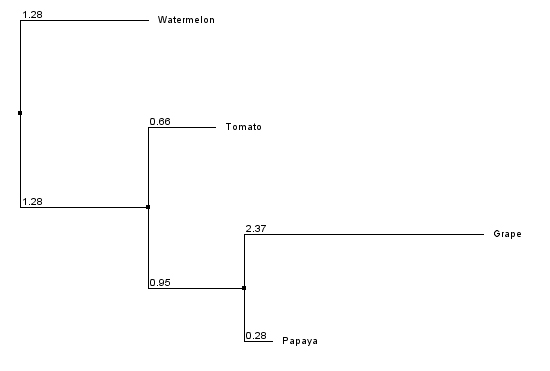 1.28
Watermelon
0.66
Tomato
1.28
2.37
Grape
0.95
0.28
Papaya